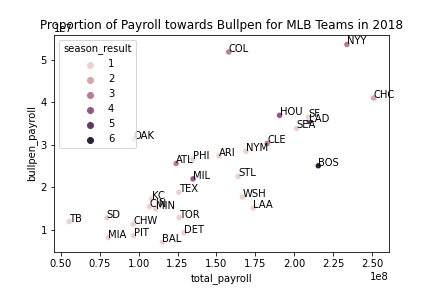 Proportion of Payroll towards Bullpen for MLB Teams in 2018
1e7
season_result
1
2
3
4
5
6
NYY
COL
CHC
HOU
SF
LAD
SEA
OAK
CLE
NYM
PHI
ARI
ATL
BOS
STL
MIL
TEX
WSH
KC
LAA
TOR
SD
TB
CHW
DET
PIT
MIA
BAL
5
4
3
2
1
bullpen_payroll
0.50
0.75
1.00
1.25
1.50
1.75
2.00
2.25
2.50
1e8
total_payroll